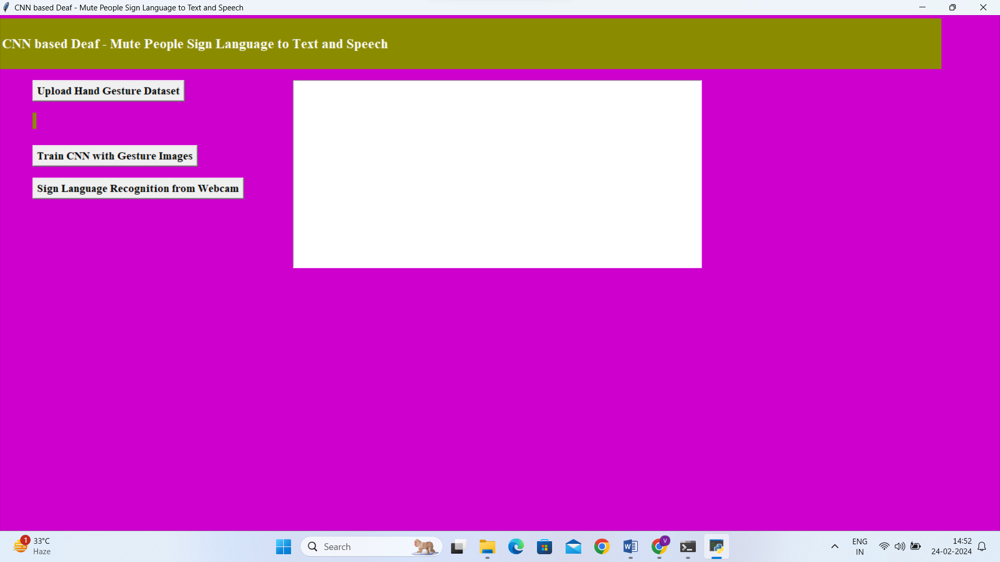 CNN based Deaf - Mute People Sign Language to Text and Speech
CNN based Deaf - Mute People Sign Language to Text and Speech
Upload Hand Gesture Dataset
Train CNN with Gesture Images
Sign Language Recognition from Webcam
1
33°C
Haze
Search
W
V
ENG
IN
14:52
24-02-2024